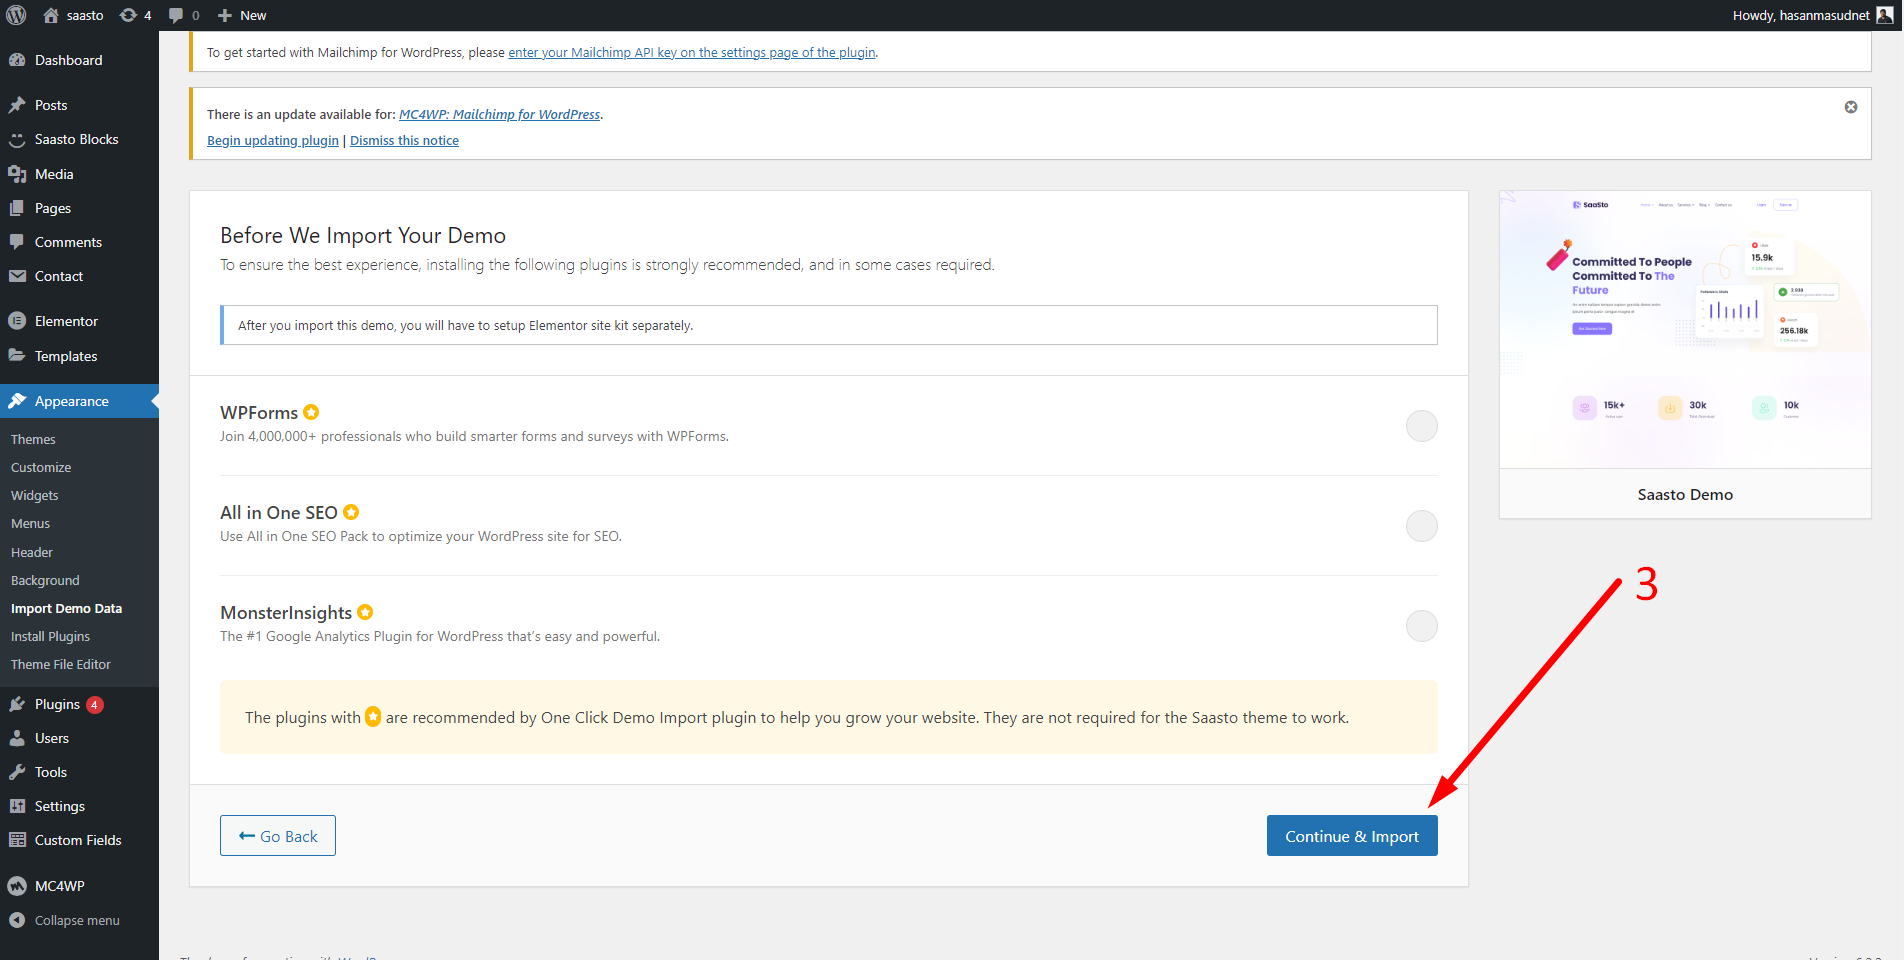 saasto 4 0 New Howdy, hasanmasudnet
Dashboard
Posts
Saasto Blocks
Media
Pages
Comments
Contact
Elementor
Templates
Appearance
Themes
Customize
Widgets
Menus
Header
Background
Import Demo Data
Install Plugins
Theme File Editor
Plugins 4
Users
Tools
Settings
Custom Fields
MC4WP
Collapse menu
To get started with Mailchimp for WordPress, please enter your Mailchimp API key on the settings page of the plugin.
There is an update available for: MC4WP: Mailchimp for WordPress.
Begin updating plugin | Dismiss this notice
Before We Import Your Demo
To ensure the best experience, installing the following plugins is strongly recommended, and in some cases required.
After you import this demo, you will have to setup Elementor site kit separately.
WPForms
Join 4,000,000+ professionals who build smarter forms and surveys with WPForms.
All in One SEO
Use All in One SEO Pack to optimize your WordPress site for SEO.
MonsterInsights
The #1 Google Analytics Plugin for WordPress that's easy and powerful.
The plugins with are recommended by One Click Demo Import plugin to help you grow your website. They are not required for the Saasto theme to work.
Go Back
Continue & Import
SaaSto
Committed To People
Committed To The
Future
15.9k
256.18k
15k+
30k
10k
Saasto Demo
3